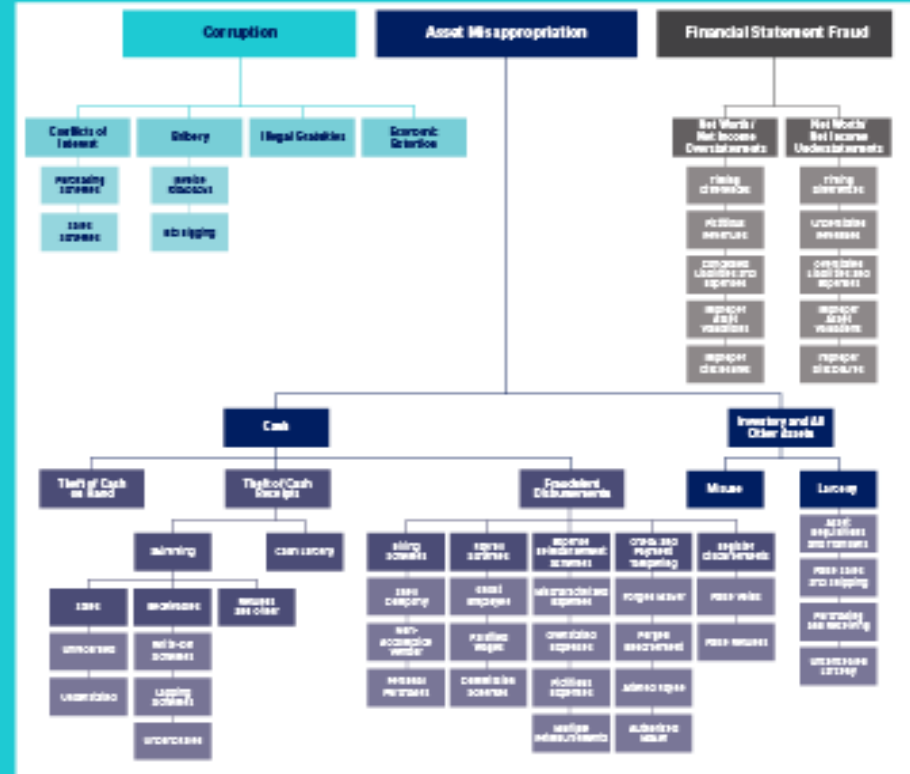 Corruption
Asset Misappropriation
Financial Statement Fraud
Conflicts of
Interest
Bribery
Illegal Gratuities
Economic
Extortion
Net Worth/
Net Income
Overstatements
Net Worth/
Net Income
Understatements
Purchasing
Schemes
Sales
Schemes
Invoice
Kickbacks
Bid Rigging
Timing
Differences
Fictitious
Revenues
Concealed
Liabilities and
Expenses
Improper
Asset
Valuations
Improper
Disclosures
Timing
Differences
Understated
Revenues
Overstated
Liabilities and
Expenses
Improper
Asset
Valuations
Improper
Disclosures
Cash
Inventory and All
Other Assets
Theft of Cash
on Hand
Theft of Cash
Receipts
Fraudulent
Disbursements
Misuse
Larceny
Skimming
Cash Larceny
Sales
Receivables
Refunds
and Other
Unrecorded
Understated
Write-Off
Schemes
Lapping
Schemes
Unconcealed
Billing
Schemes
Shell
Company
Non-
Accomplice
Vendor
Personal
Purchases
Payroll
Schemes
Ghost
Employee
Falsified
Wages
Commission
Schemes
Expense
Reimbursement
Schemes
Mischaracterized
Expenses
Overstated
Expenses
Fictitious
Expenses
Multiple
Reimbursements
Check and
Payment
Tampering
Forged Maker
Forged
Endorsement
Altered Payee
Authorized
Maker
Register
Disbursements
False Voids
False Refunds
Asset
Requisitions
and Transfers
False Sales
and Shipping
Purchasing
and Receiving
Unconcealed
Larceny